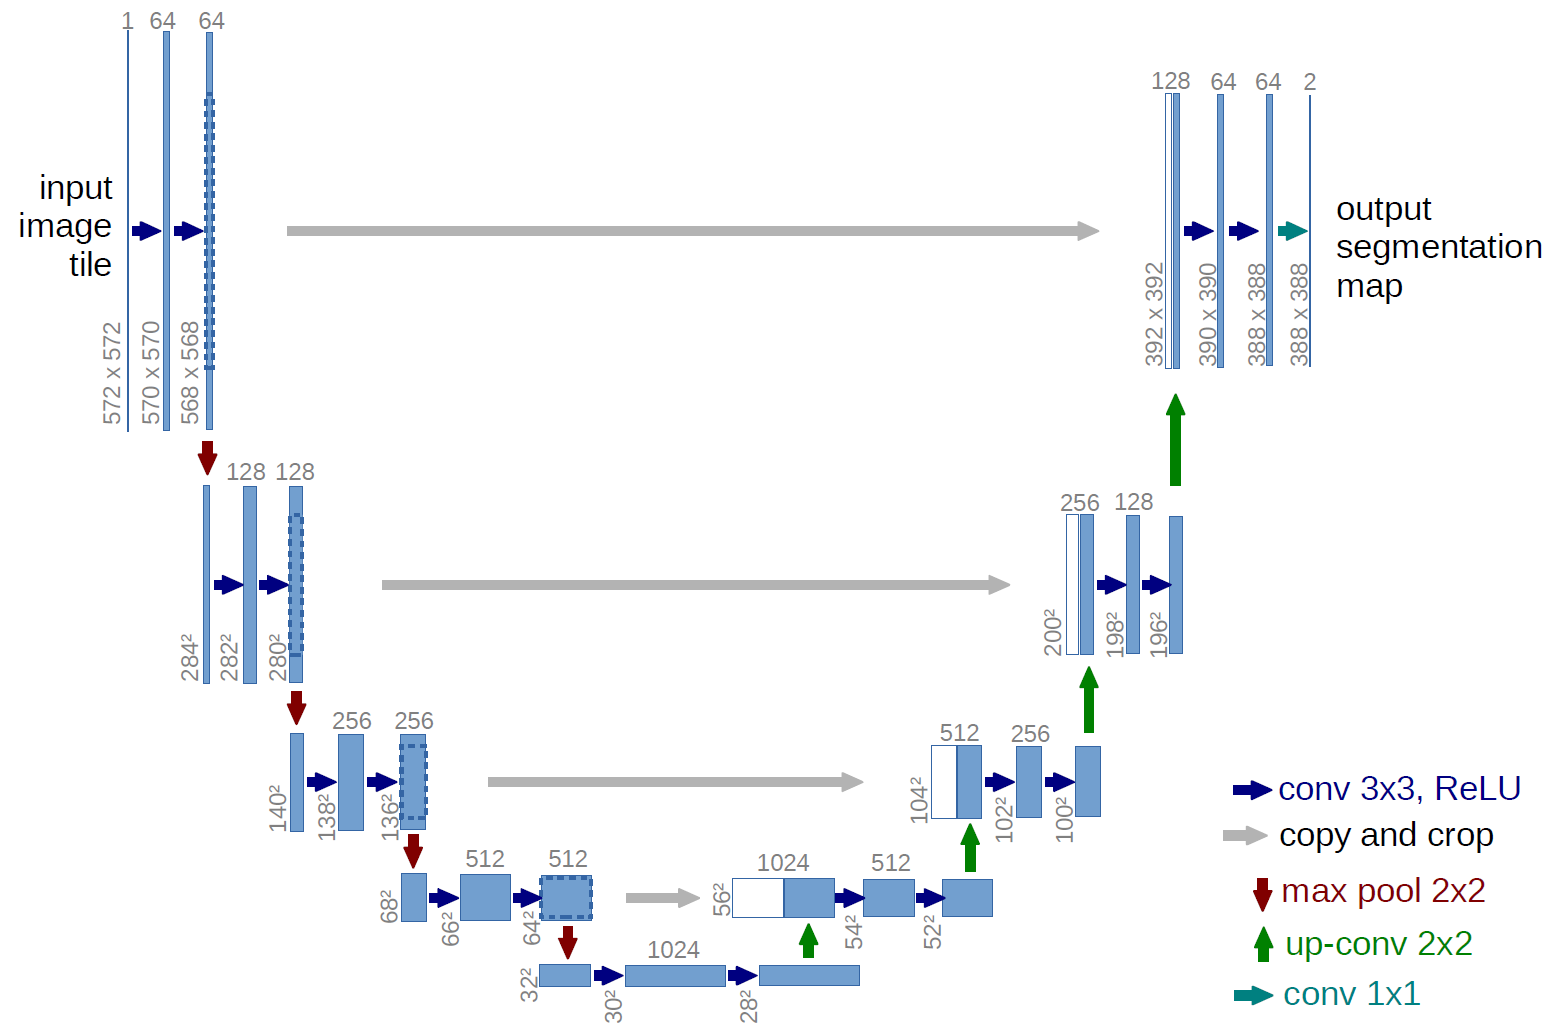 1 64 64
input
image
tile
572 x 572
570 x 570
568 x 568
128 64 64 2
output
segmentation
map
392 x 392
390 x 390
388 x 388
388 x 388
128 128
284²
282²
280²
256 128
200²
198²
196²
256 256
140²
138²
136²
512 256
104²
102²
100²
512 512
68²
66²
64²
1024 512
56²
54²
52²
1024
32²
30²
28²
conv 3x3, ReLU
copy and crop
max pool 2x2
up-conv 2x2
conv 1x1